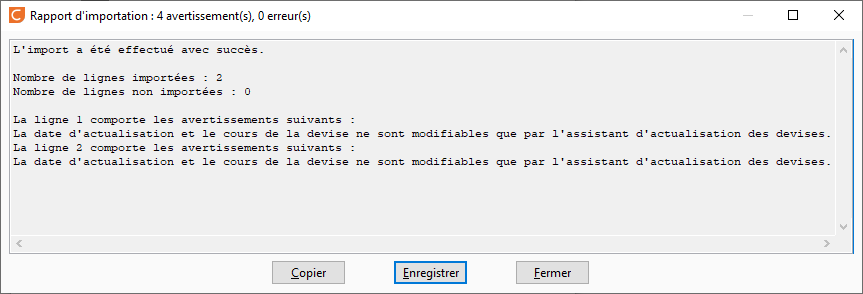 Rapport d'importation : 4 avertissement(s), 0 erreur(s)
L'import a été effectué avec succès.
Nombre de lignes importées : 2
Nombre de lignes non importées : 0
La ligne 1 comporte les avertissements suivants :
La date d'actualisation et le cours de la devise ne sont modifiables que par l'assistant d'actualisation des devises.
La ligne 2 comporte les avertissements suivants :
La date d'actualisation et le cours de la devise ne sont modifiables que par l'assistant d'actualisation des devises.
Copier Enregistrer Fermer